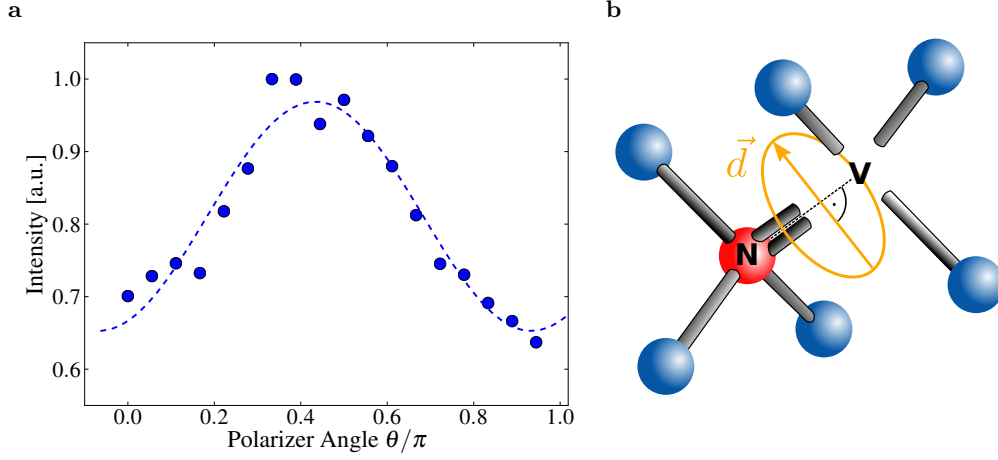 a
b
1.0
0.9
0.8
0.7
0.6
Intensity [a.u.]
0.0 0.2 0.4 0.6 0.8 1.0
Polarizer Angle θ/π
d⃗
V
N